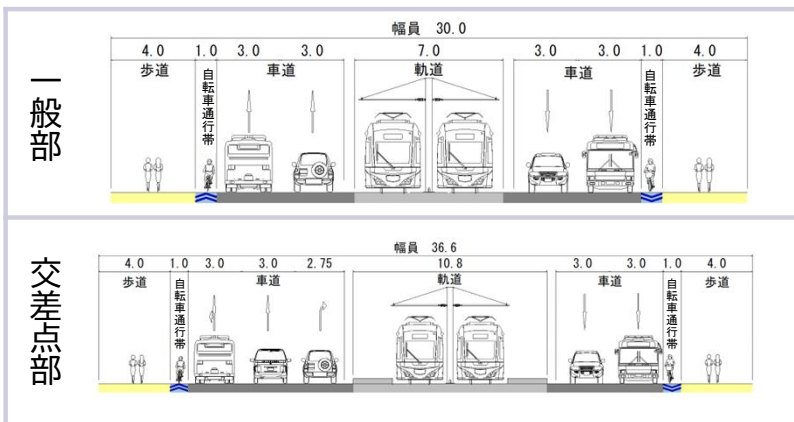 一般部
幅員 30.0
4.0 1.0 3.0 3.0 7.0 3.0 3.0 1.0 4.0
歩道 自転車通行帯 車道 軌道 車道 自転車通行帯 歩道
交差点部
幅員 36.6
4.0 1.0 3.0 3.0 2.75 10.8 3.0 3.0 1.0 4.0
歩道 自転車通行帯 車道 軌道 車道 自転車通行帯 歩道